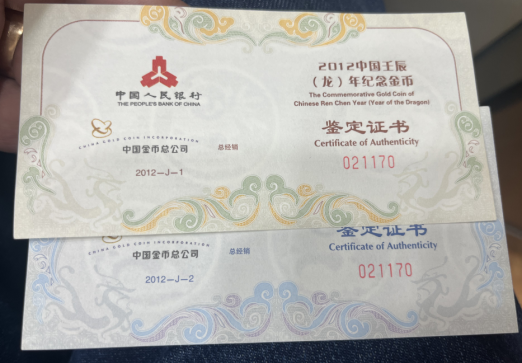 中国人民银行
THE PEOPLE'S BANK OF CHINA
2012中国壬辰
（龙）年纪念金币
The Commemorative Gold Coin of
Chinese Ren Chen Year (Year of the Dragon)
CHINA GOLD COIN INCORPORATION
中国金币总公司
总经销
2012-J-1
鉴定证书
Certificate of Authenticity
021170
CHINA GOLD COIN INCORPORATION
中国金币总公司
总经销
2012-J-2
鉴定证书
Certificate of Authenticity
021170